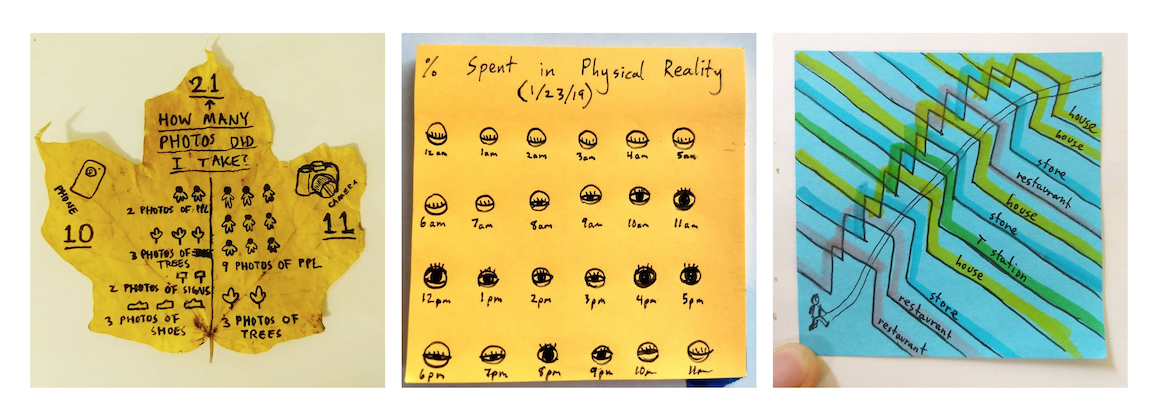 21
HOW MANY
PHOTOS DID
I TAKE?
PHONE
CAMERA
10
11
2 PHOTOS OF PPL
3 PHOTOS OF
TREES
9 PHOTOS OF PPL
2 PHOTOS OF SIGNS
3 PHOTOS OF
SHOES
3 PHOTOS OF
TREES
% Spent in Physical Reality
(1/23/19)
12am 1am 2am 3am 4am 5am
6am 7am 8am 9am 10am 11am
12pm 1pm 2pm 3pm 4pm 5pm
6pm 7pm 8pm 9pm 10pm 11pm
house
house
store
restaurant
house
store
T station
house
store
restaurant
restaurant